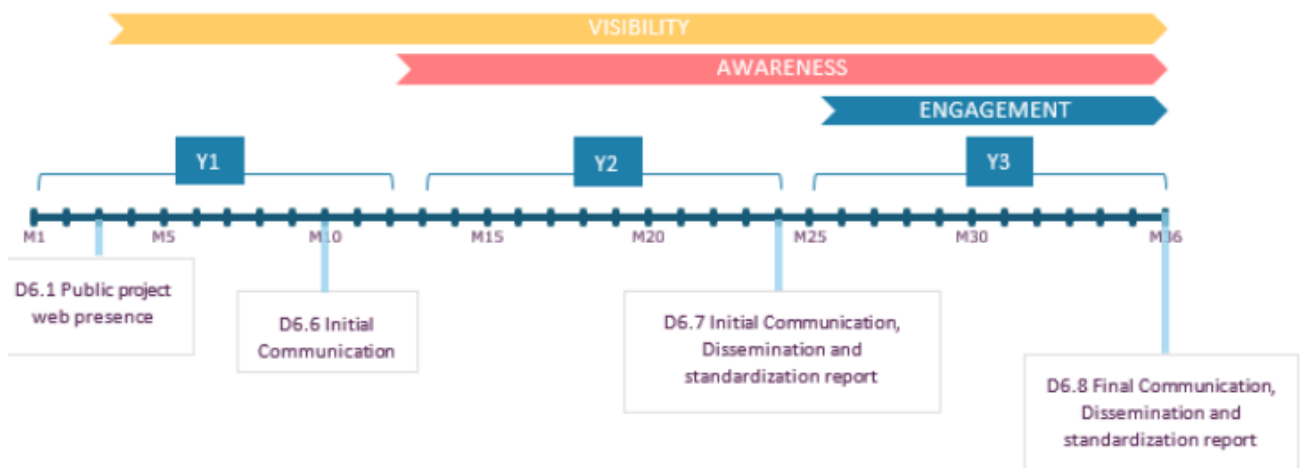 VISIBILITY
AWARENESS
ENGAGEMENT
Y1
Y2
Y3
M1
M5
M10
M15
M20
M25
M30
M36
D6.1 Public project
web presence
D6.6 Initial
Communication
D6.7 Initial Communication,
Dissemination and
standardization report
D6.8 Final Communication,
Dissemination and
standardization report